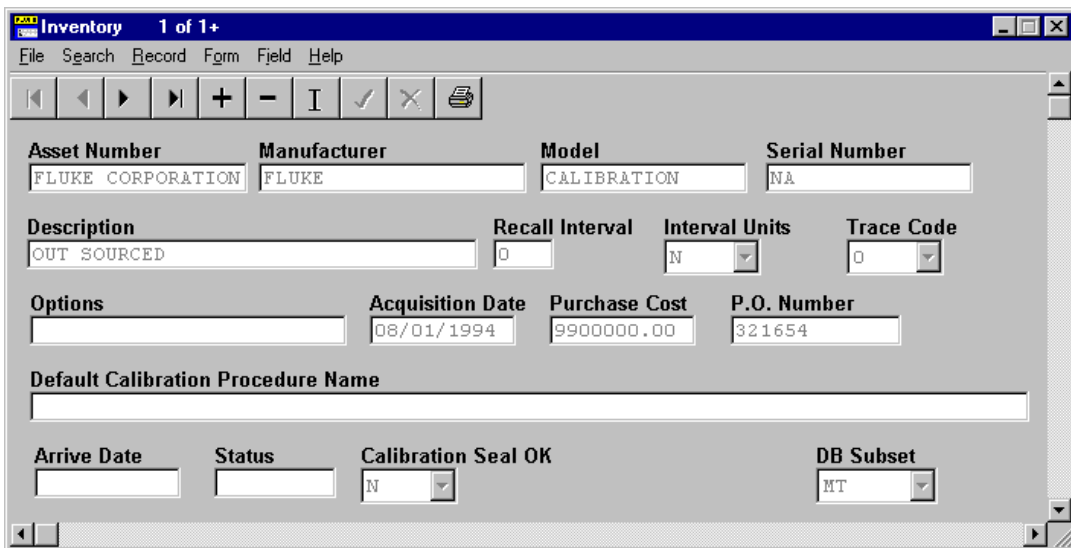 Inventory 1 of 1+
File Search Record Form Field Help
Asset Number Manufacturer Model Serial Number
FLUKE CORPORATION FLUKE CALIBRATION NA
Description Recall Interval Interval Units Trace Code
OUT SOURCED 0 N O
Options Acquisition Date Purchase Cost P.O. Number
08/01/1994 9900000.00 321654
Default Calibration Procedure Name
Arrive Date Status Calibration Seal OK DB Subset
N MT